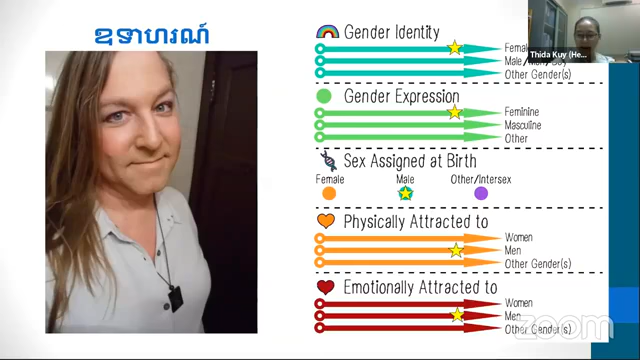 ឧទាហរណ៍
Gender Identity
Thida Kuy (He...
Other Gender(s)
Gender Expression
Feminine
Masculine
Other
Sex Assigned at Birth
Female Male Other/Intersex
Physically Attracted to
Women
Men
Other Gender(s)
Emotionally Attracted to
Women
Men
Other Gender(s)
zoom